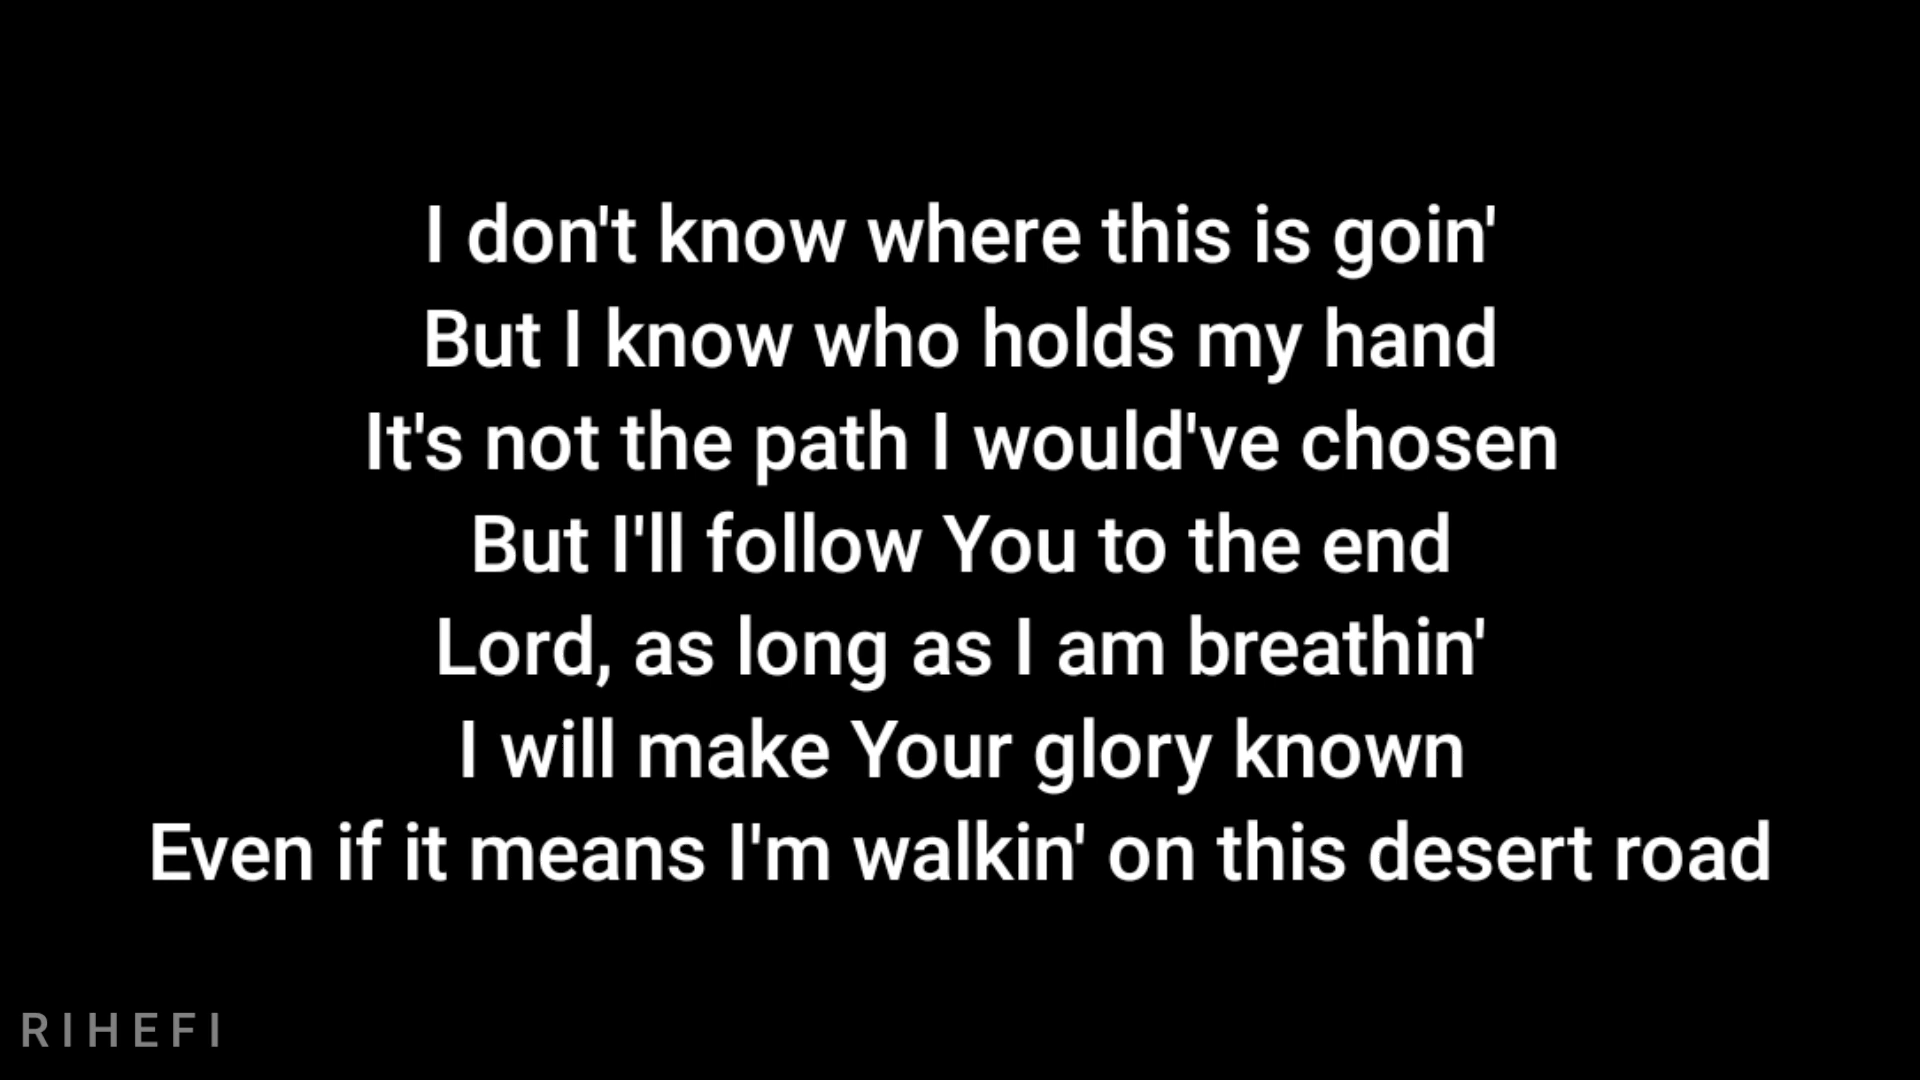 I don't know where this is goin'
But I know who holds my hand
It's not the path I would've chosen
But I'll follow You to the end
Lord, as long as I am breathin'
I will make Your glory known
Even if it means I'm walkin' on this desert road
RIHEFI